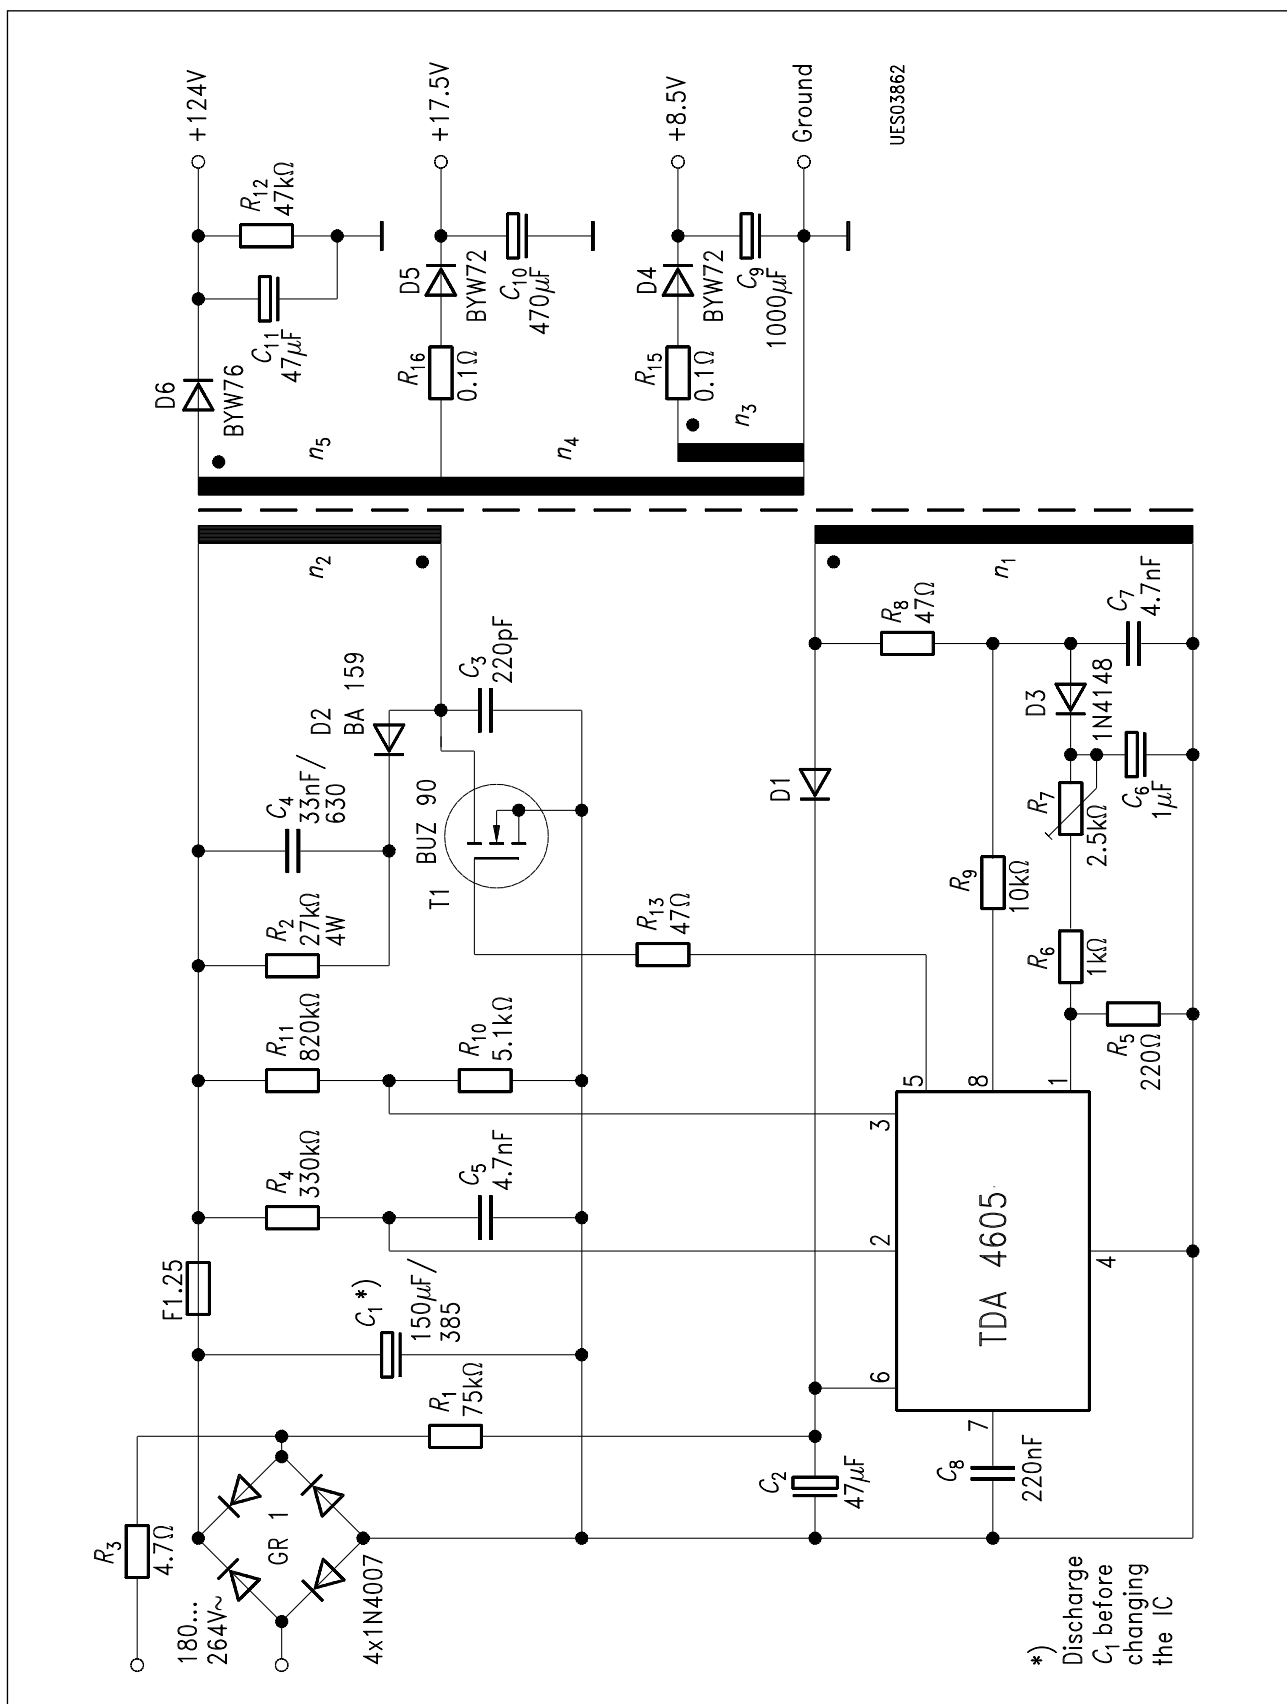 180...
264V~
R3
4.7Ω
GR 1
4x1N4007
F1.25
C1 *)
150μF/
385
R1
75kΩ
R4
330kΩ
C5
4.7nF
R11
820kΩ
R10
5.1kΩ
R2
27kΩ
4W
C4
33nF/
630
D2
BA 159
T1
BUZ 90
C3
220pF
n2
R13
47Ω
D6
BYW76
n5
C11
47μF
R12
47kΩ
+124V
n4
R16
0.1Ω
D5
BYW72
C10
470μF
+17.5V
n3
R15
0.1Ω
D4
BYW72
C9
1000μF
+8.5V
Ground
UES03862
C2
47μF
D1
R8
47Ω
n1
R9
10kΩ
D3
1N4148
C7
4.7nF
R7
2.5kΩ
C6
1μF
R6
1kΩ
R5
220Ω
6
2
3
5
8
1
7
4
TDA 4605
C8
220nF
*)
Discharge
C1 before
changing
the IC